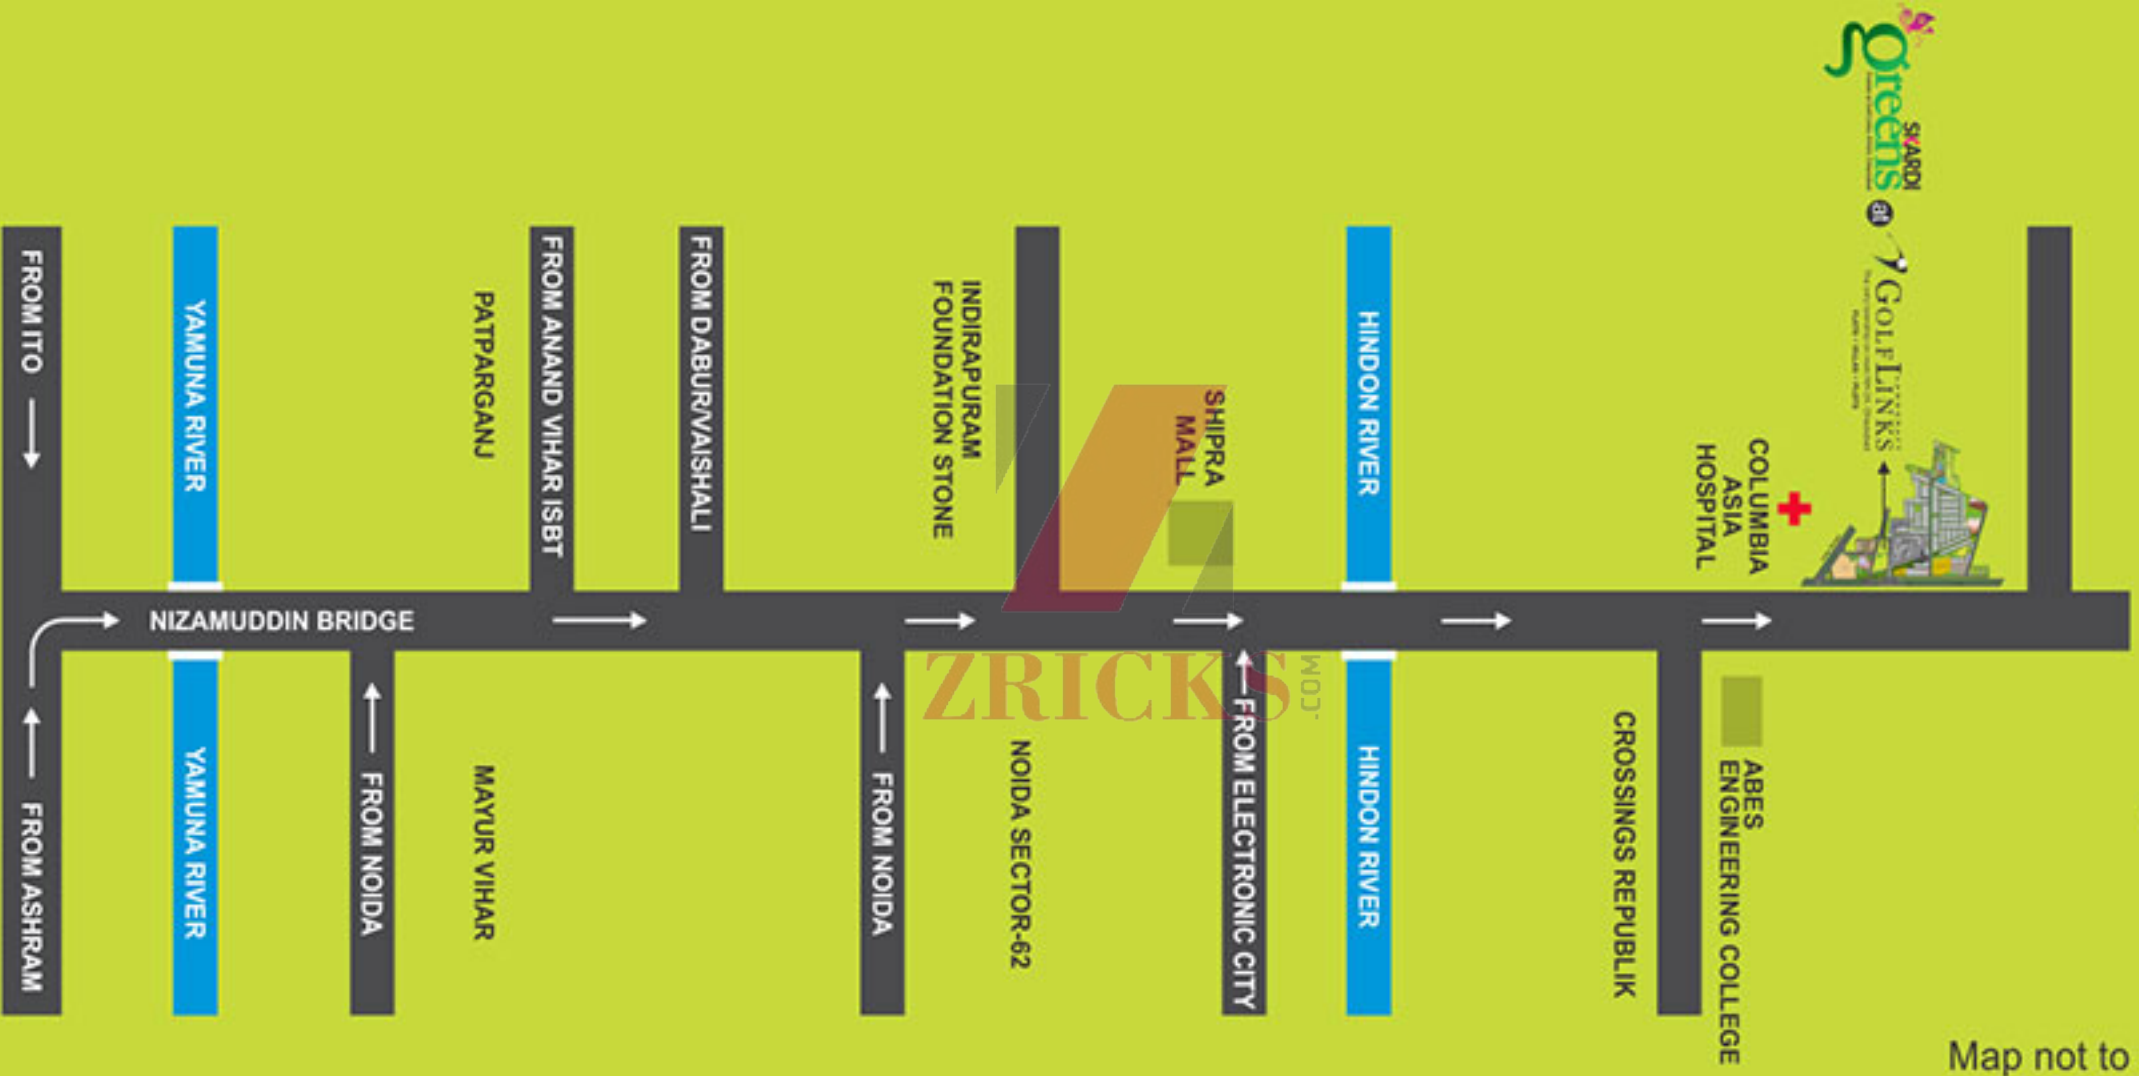 SKARDI
greens
at
GOLFLINKS
FROM ITO
YAMUNA RIVER
PATPARGANJ
FROM ANAND VIHAR ISBT
FROM DABUR/VAISHALI
INDIRAPURAM
FOUNDATION STONE
SHIPRA
MALL
HINDON RIVER
COLUMBIA
ASIA
HOSPITAL
NIZAMUDDIN BRIDGE
ZRICKS
.COM
FROM ASHRAM
YAMUNA RIVER
FROM NOIDA
MAYUR VIHAR
FROM NOIDA
NOIDA SECTOR-62
FROM ELECTRONIC CITY
HINDON RIVER
CROSSINGS REPUBLIK
ABES
ENGINEERING COLLEGE
Map not to